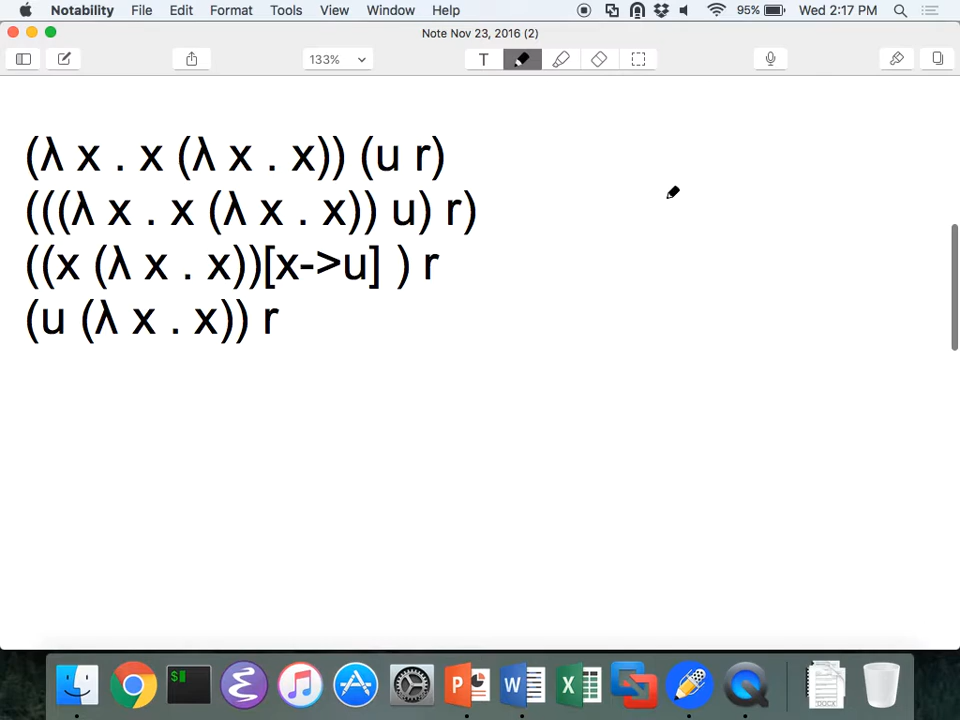 Notability File Edit Format Tools View Window Help 95% Wed 2:17 PM
Note Nov 23, 2016 (2)
133% T
(λ x . x (λ x . x)) (u r)
(((λ x . x (λ x . x)) u) r)
((x (λ x . x))[x->u] ) r
(u (λ x . x)) r